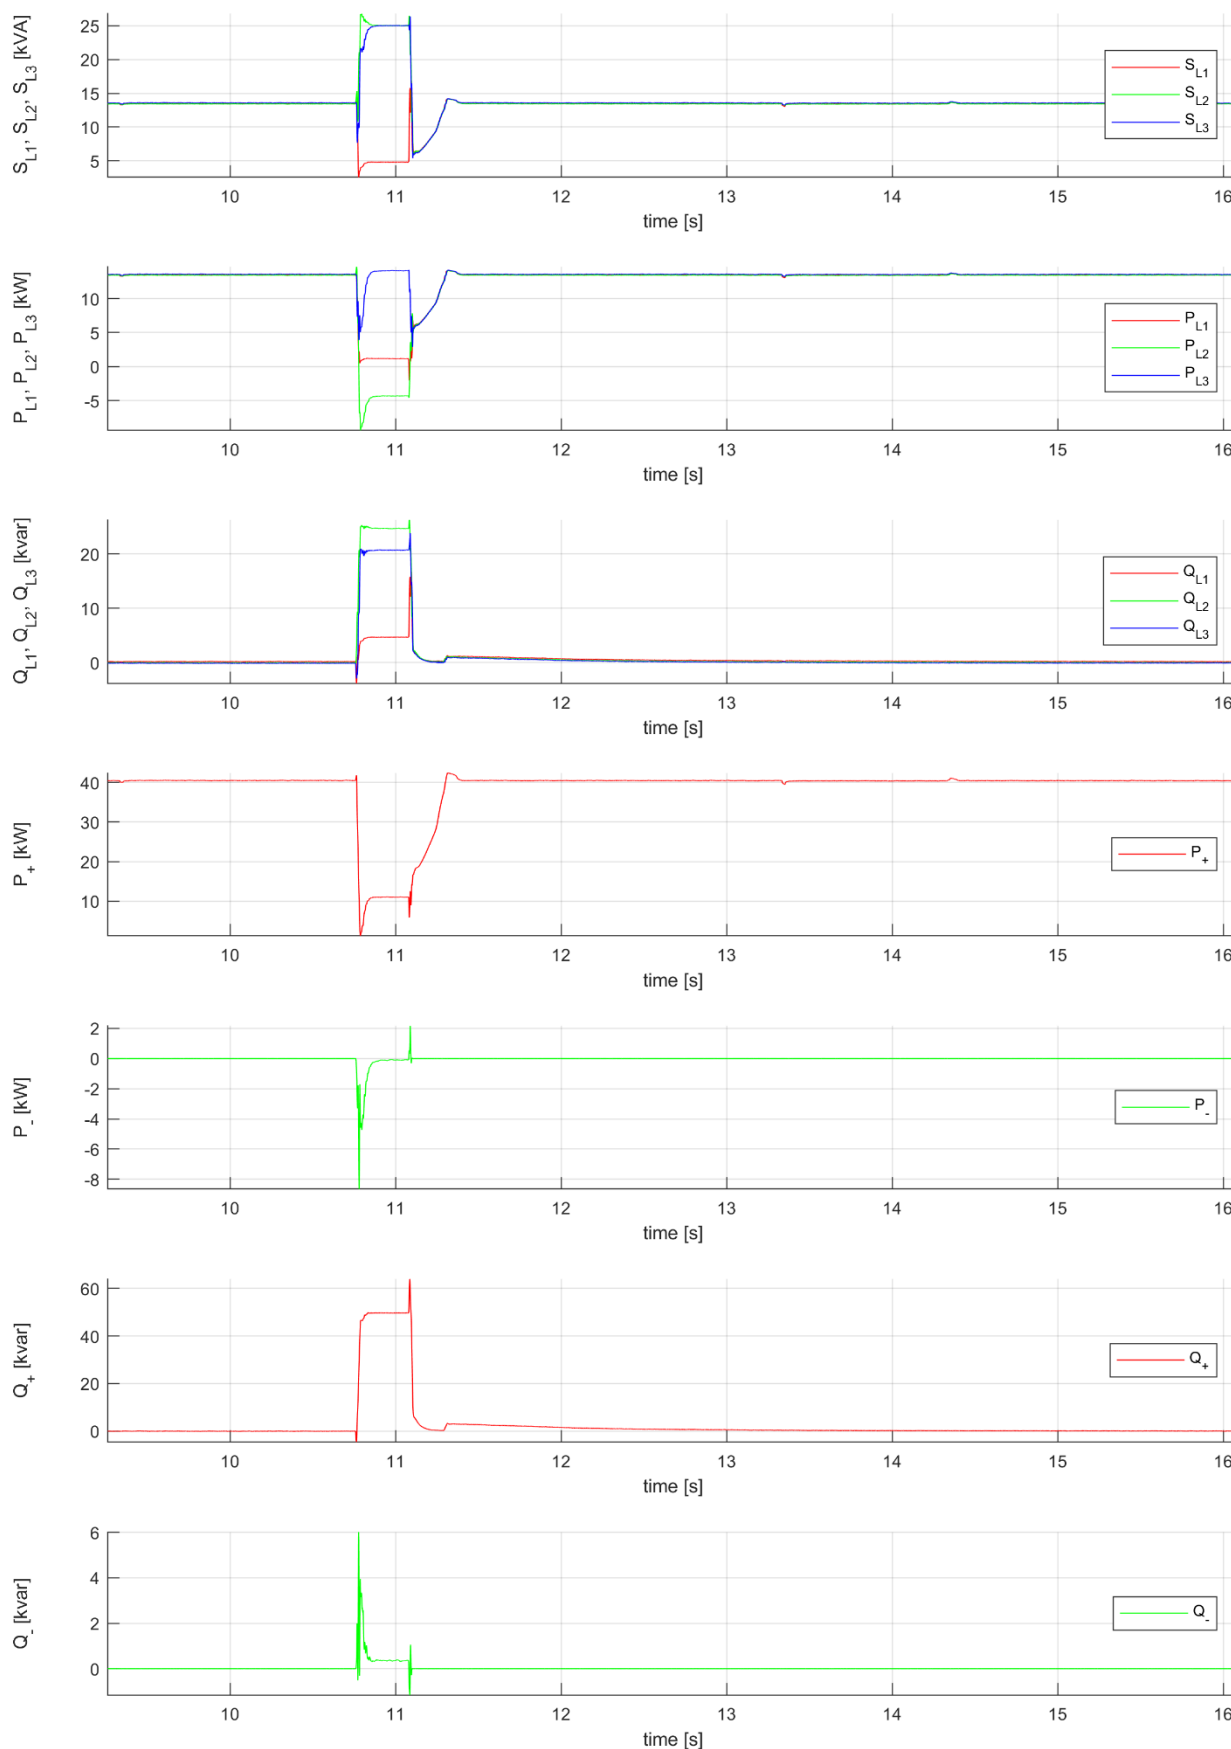 S_L1, S_L2, S_L3 [kVA]
25
20
15
10
5
S_L1
S_L2
S_L3
10 11 12 13 14 15 16
time [s]
P_L1, P_L2, P_L3 [kW]
10
5
0
-5
P_L1
P_L2
P_L3
10 11 12 13 14 15 16
time [s]
Q_L1, Q_L2, Q_L3 [kvar]
20
10
0
Q_L1
Q_L2
Q_L3
10 11 12 13 14 15 16
time [s]
P_+ [kW]
40
30
20
10
P_+
10 11 12 13 14 15 16
time [s]
P_- [kW]
2
0
-2
-4
-6
-8
P_-
10 11 12 13 14 15 16
time [s]
Q_+ [kvar]
60
40
20
0
Q_+
10 11 12 13 14 15 16
time [s]
Q_- [kvar]
6
4
2
0
Q_-
10 11 12 13 14 15 16
time [s]